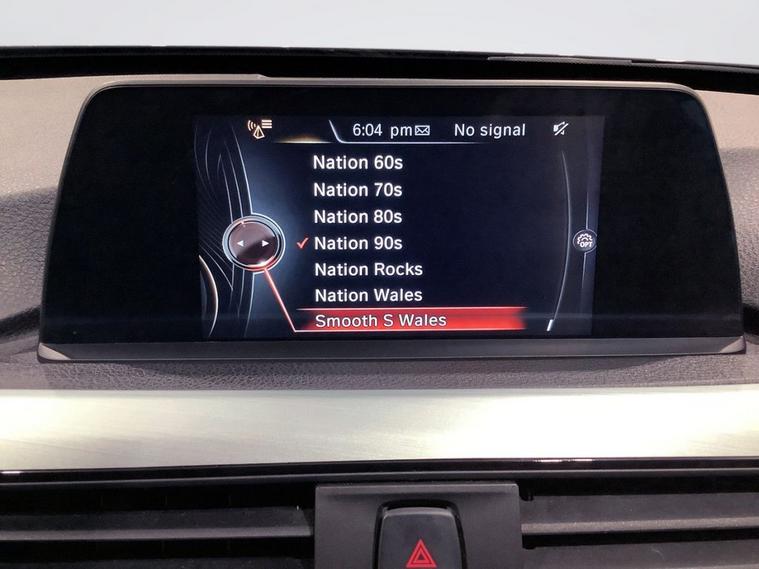 6:04 pm No signal
Nation 60s
Nation 70s
Nation 80s
Nation 90s
Nation Rocks
Nation Wales
Smooth S Wales
OPT